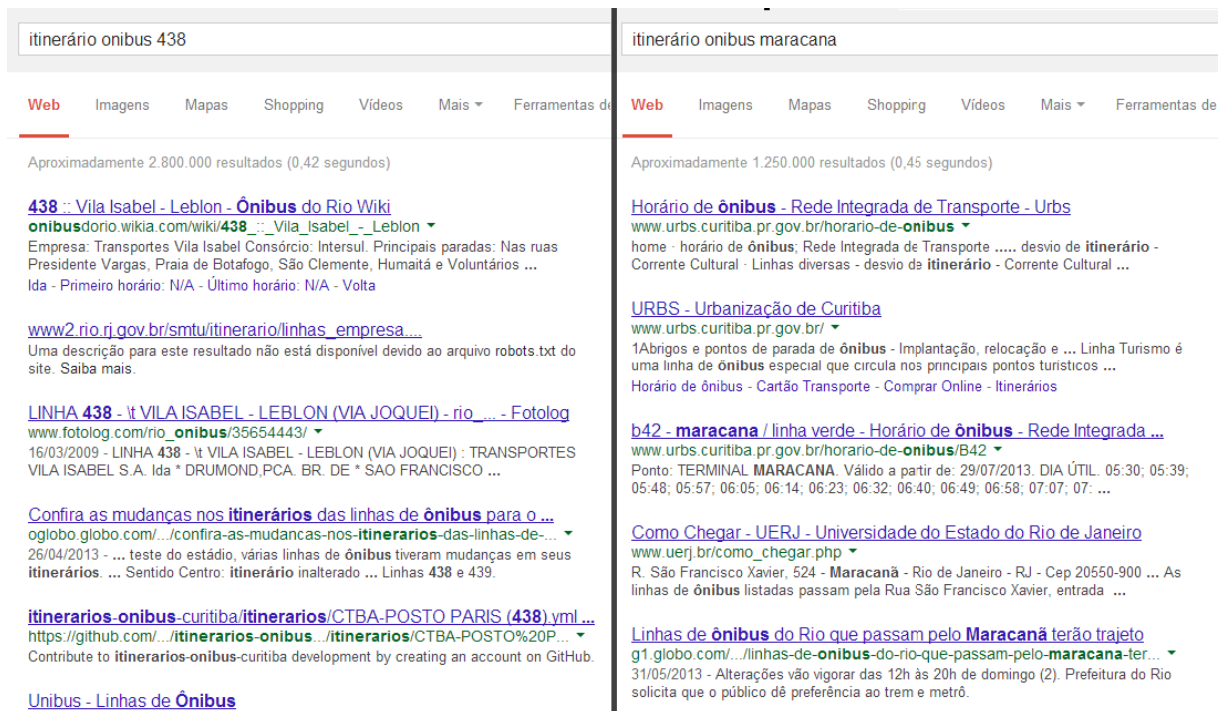 itinerário onibus 438
Web Imagens Mapas Shopping Vídeos Mais Ferramentas de
Aproximadamente 2.800.000 resultados (0,42 segundos)
438 :: Vila Isabel - Leblon - Ônibus do Rio Wiki
onibusdorio.wikia.com/wiki/438_::_Vila_Isabel_-_Leblon
Empresa: Transportes Vila Isabel Consórcio: Intersul. Principais paradas: Nas ruas
Presidente Vargas, Praia de Botafogo, São Clemente, Humaitá e Voluntários ...
Ida - Primeiro horário: N/A - Último horário: N/A - Volta
www2.rio.rj.gov.br/smtu/itinerario/linhas_empresa....
Uma descrição para este resultado não está disponível devido ao arquivo robots.txt do
site. Saiba mais.
LINHA 438 - \t VILA ISABEL - LEBLON (VIA JOQUEI) - rio_... - Fotolog
www.fotolog.com/rio_onibus/35654443/
16/03/2009 - LINHA 438 - \t VILA ISABEL - LEBLON (VIA JOQUEI) : TRANSPORTES
VILA ISABEL S.A. Ida * DRUMOND,PCA. BR. DE * SAO FRANCISCO ...
Confira as mudanças nos itinerários das linhas de ônibus para o ...
oglobo.globo.com/.../confira-as-mudancas-nos-itinerarios-das-linhas-de-...
26/04/2013 - ... teste do estádio, várias linhas de ônibus tiveram mudanças em seus
itinerários. ... Sentido Centro: itinerário inalterado ... Linhas 438 e 439.
itinerarios-onibus-curitiba/itinerarios/CTBA-POSTO PARIS (438).yml ...
https://github.com/.../itinerarios-onibus.../itinerarios/CTBA-POSTO%20P...
Contribute to itinerarios-onibus-curitiba development by creating an account on GitHub.
Unibus - Linhas de Ônibus
itinerário onibus maracana
Web Imagens Mapas Shopping Vídeos Mais Ferramentas de
Aproximadamente 1.250.000 resultados (0,45 segundos)
Horário de ônibus - Rede Integrada de Transporte - Urbs
www.urbs.curitiba.pr.gov.br/horario-de-onibus
home · horário de ônibus; Rede Integrada de Transporte ..... desvio de itinerário -
Corrente Cultural · Linhas diversas - desvio de itinerário - Corrente Cultural ...
URBS - Urbanização de Curitiba
www.urbs.curitiba.pr.gov.br/
1Abrigos e pontos de parada de ônibus - Implantação, relocação e ... Linha Turismo é
uma linha de ônibus especial que circula nos principais pontos turísticos ...
Horário de ônibus - Cartão Transporte - Comprar Online - Itinerários
b42 - maracana / linha verde - Horário de ônibus - Rede Integrada ...
www.urbs.curitiba.pr.gov.br/horario-de-onibus/B42
Ponto: TERMINAL MARACANA. Válido a partir de: 29/07/2013. DIA ÚTIL. 05:30; 05:39;
05:48; 05:57; 06:05; 06:14; 06:23; 06:32; 06:40; 06:49; 06:58; 07:07; 07: ...
Como Chegar - UERJ - Universidade do Estado do Rio de Janeiro
www.uerj.br/como_chegar.php
R. São Francisco Xavier, 524 - Maracanã - Rio de Janeiro - RJ - Cep 20550-900 ... As
linhas de ônibus listadas passam pela Rua São Francisco Xavier, entrada ...
Linhas de ônibus do Rio que passam pelo Maracanã terão trajeto
g1.globo.com/.../linhas-de-onibus-do-rio-que-passam-pelo-maracana-ter...
31/05/2013 - Alterações vão vigorar das 12h às 20h de domingo (2). Prefeitura do Rio
solicita que o público dê preferência ao trem e metrô.